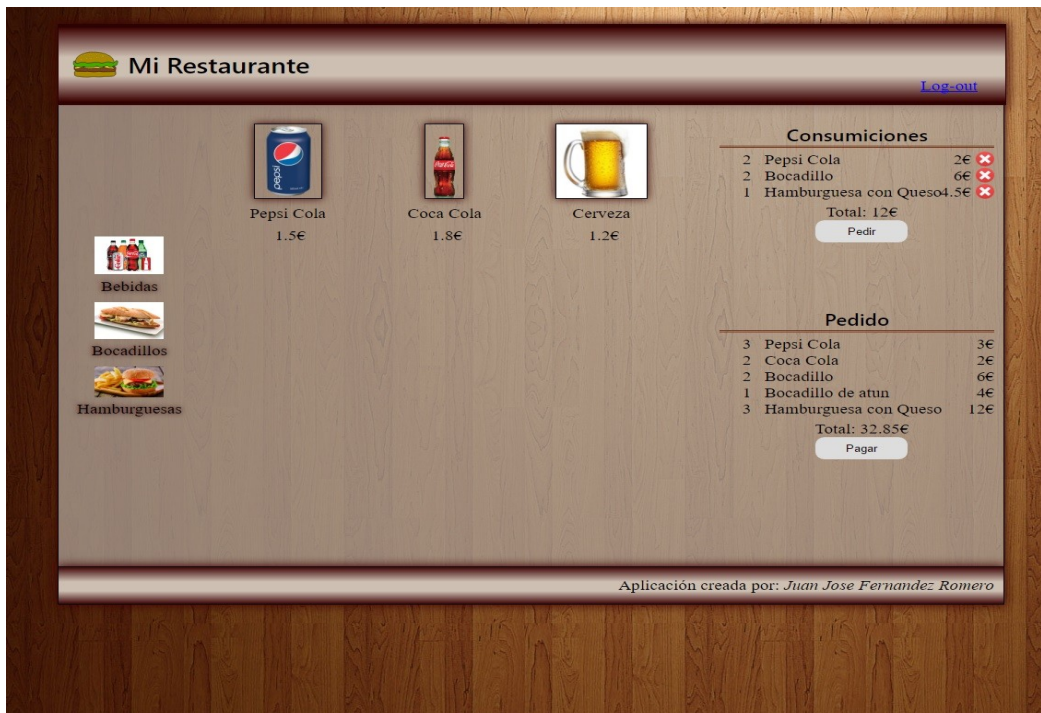 Mi Restaurante
Log-out
pepsi
Pepsi Cola
1.5€
Coca Cola
1.8€
Cerveza
1.2€
Bebidas
Bocadillos
Hamburguesas
Consumiciones
2 Pepsi Cola 2€
2 Bocadillo 6€
1 Hamburguesa con Queso4.5€
Total: 12€
Pedir
Pedido
3 Pepsi Cola 3€
2 Coca Cola 2€
2 Bocadillo 6€
1 Bocadillo de atun 4€
3 Hamburguesa con Queso 12€
Total: 32.85€
Pagar
Aplicación creada por: Juan Jose Fernandez Romero